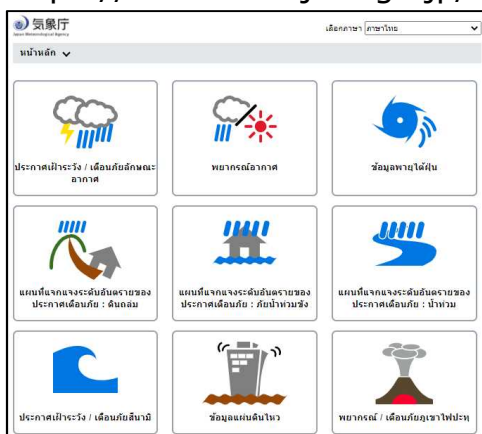 気象庁
Japan Meteorological Agency
เลือกภาษา ภาษาไทย
หน้าหลัก
ประกาศเฝ้าระวัง / เตือนภัยลักษณะ
อากาศ
พยากรณ์อากาศ
ข้อมูลพายุไต้ฝุ่น
แผนที่แจกแจงระดับอันตรายของ
ประกาศเตือนภัย : ดินถล่ม
แผนที่แจกแจงระดับอันตรายของ
ประกาศเตือนภัย : ภัยน้ำท่วมขัง
แผนที่แจกแจงระดับอันตรายของ
ประกาศเตือนภัย : น้ำท่วม
ประกาศเฝ้าระวัง / เตือนภัยสึนามิ
ข้อมูลแผ่นดินไหว
พยากรณ์ / เตือนภัยภูเขาไฟปะทุ